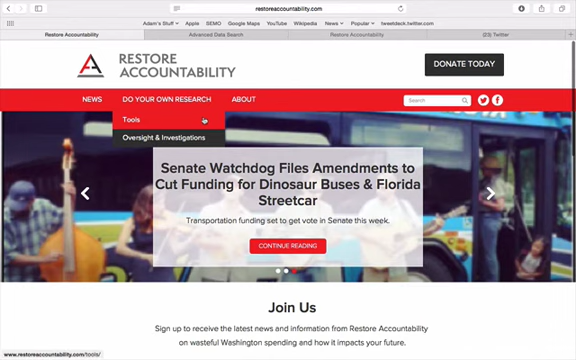 restoreaccountability.com
Adam's Stuff Apple SEMO Google Maps YouTube Wikipedia News Popular tweetdeck.twitter.com
Restore Accountability Advanced Data Search Restore Accountability (23) Twitter
RESTORE
ACCOUNTABILITY
DONATE TODAY
NEWS DO YOUR OWN RESEARCH ABOUT Search
Tools
Oversight & Investigations
Senate Watchdog Files Amendments to
Cut Funding for Dinosaur Buses & Florida
Streetcar
Transportation funding set to get vote in Senate this week.
CONTINUE READING
Join Us
Sign up to receive the latest news and information from Restore Accountability
on wasteful Washington spending and how it impacts your future.
www.restoreaccountability.com/tools/